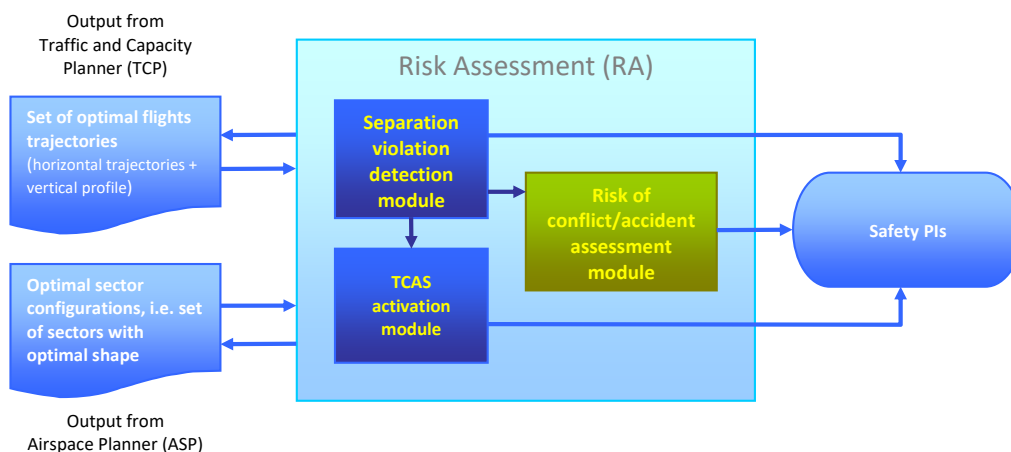 Output from
Traffic and Capacity
Planner (TCP)
Set of optimal flights
trajectories
(horizontal trajectories +
vertical profile)
Optimal sector
configurations, i.e. set
of sectors with
optimal shape
Output from
Airspace Planner (ASP)
Risk Assessment (RA)
Separation
violation
detection
module
Risk of
conflict/accident
assessment
module
TCAS
activation
module
Safety PIs